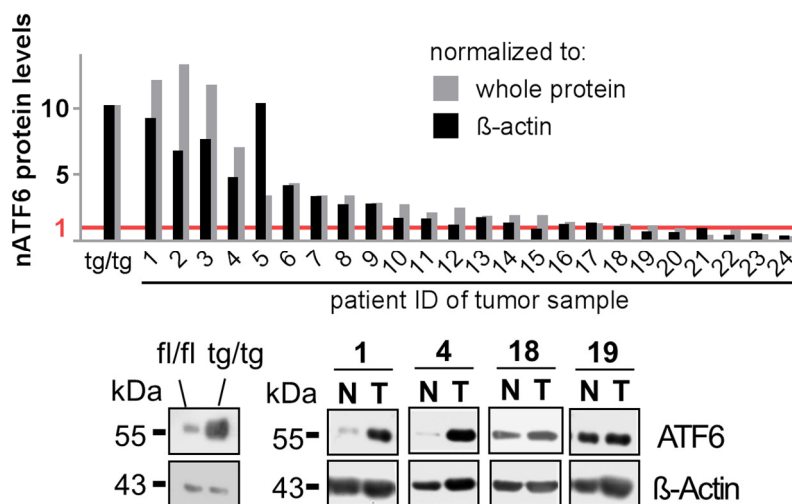 nATF6 protein levels
10
5
1
normalized to:
whole protein
ß-actin
tg/tg 1 2 3 4 5 6 7 8 9 10 11 12 13 14 15 16 17 18 19 20 21 22 23 24
patient ID of tumor sample
fl/fl tg/tg 1 4 18 19
kDa kDa N T N T N T N T
55 55 ATF6
43 43 ß-Actin